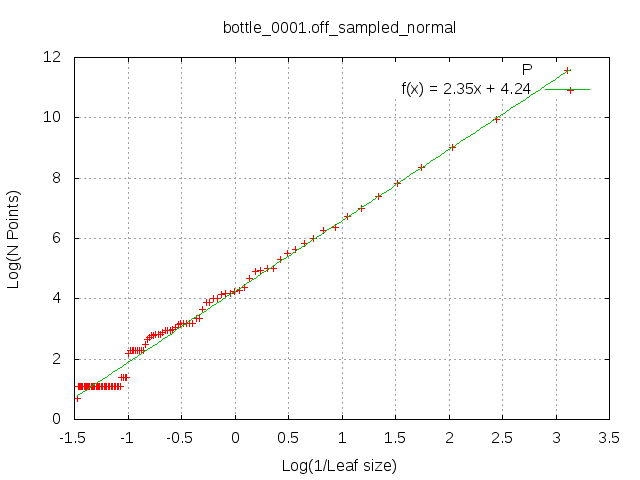 bottle_0001.off_sampled_normal
Log(N Points)
12
10
8
6
4
2
0
P
f(x) = 2.35x + 4.24
-1.5 -1 -0.5 0 0.5 1 1.5 2 2.5 3 3.5
Log(1/Leaf size)